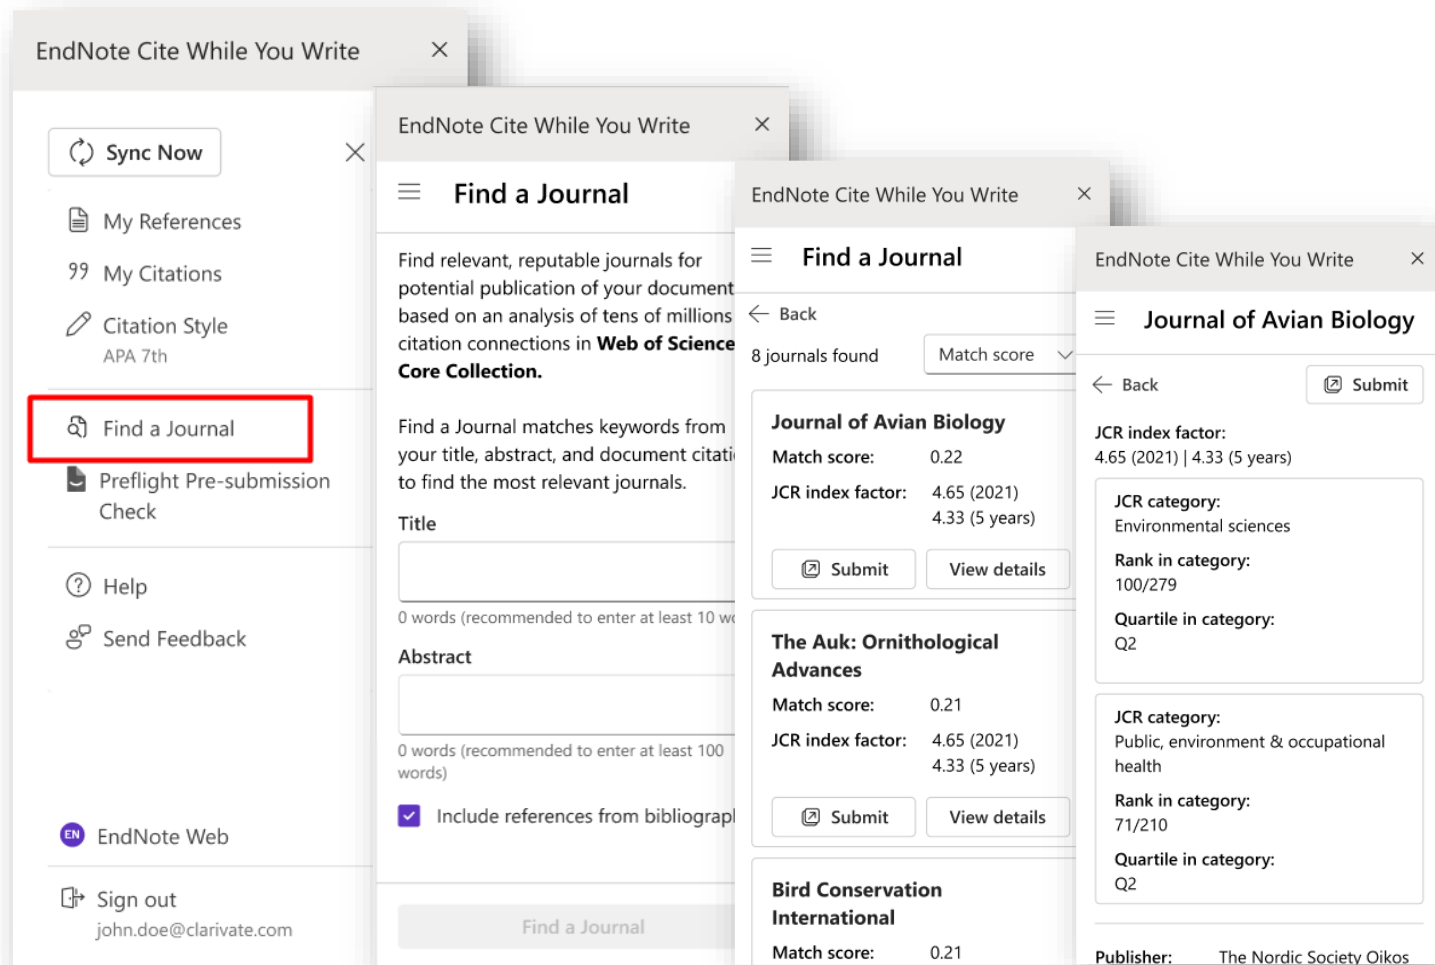 EndNote Cite While You Write
Sync Now
My References
My Citations
Citation Style
APA 7th
Find a Journal
Preflight Pre-submission
Check
Help
Send Feedback
EN EndNote Web
Sign out
john.doe@clarivate.com
EndNote Cite While You Write
Find a Journal
Find relevant, reputable journals for
potential publication of your document
based on an analysis of tens of millions
citation connections in Web of Science
Core Collection.
Find a Journal matches keywords from
your title, abstract, and document
to find the most relevant journals.
Title
0 words (recommended to enter at least 10
Abstract
0 words (recommended to enter at least 100
words)
Include references from
Find a Journal
EndNote Cite While You Write
Find a Journal
Back
8 journals found
Match score
Journal of Avian Biology
Match score: 0.22
JCR index factor: 4.65 (2021)
4.33 (5 years)
Submit
View details
The Auk: Ornithological
Advances
Match score: 0.21
JCR index factor: 4.65 (2021)
4.33 (5 years)
Submit
View details
Bird Conservation
International
Match score: 0.21
EndNote Cite While You Write
Journal of Avian Biology
Back
Submit
JCR index factor:
4.65 (2021) | 4.33 (5 years)
JCR category:
Environmental sciences
Rank in category:
100/279
Quartile in category:
Q2
JCR category:
Public, environment & occupational
health
Rank in category:
71/210
Quartile in category:
Q2
Publisher: The Nordic Society Oikos